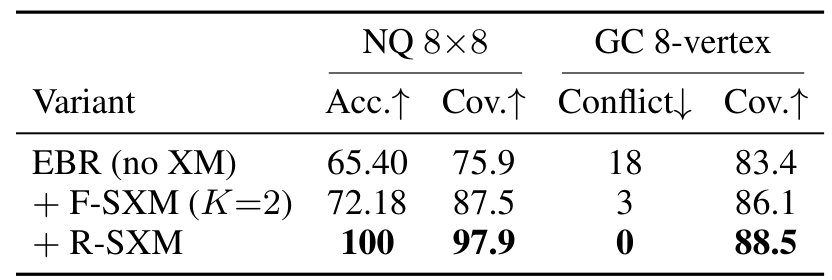 NQ 8×8 GC 8-vertex
Variant Acc.↑ Cov.↑ Conflict↓ Cov.↑
EBR (no XM) 65.40 75.9 18 83.4
+ F-SXM (K=2) 72.18 87.5 3 86.1
+ R-SXM 100 97.9 0 88.5